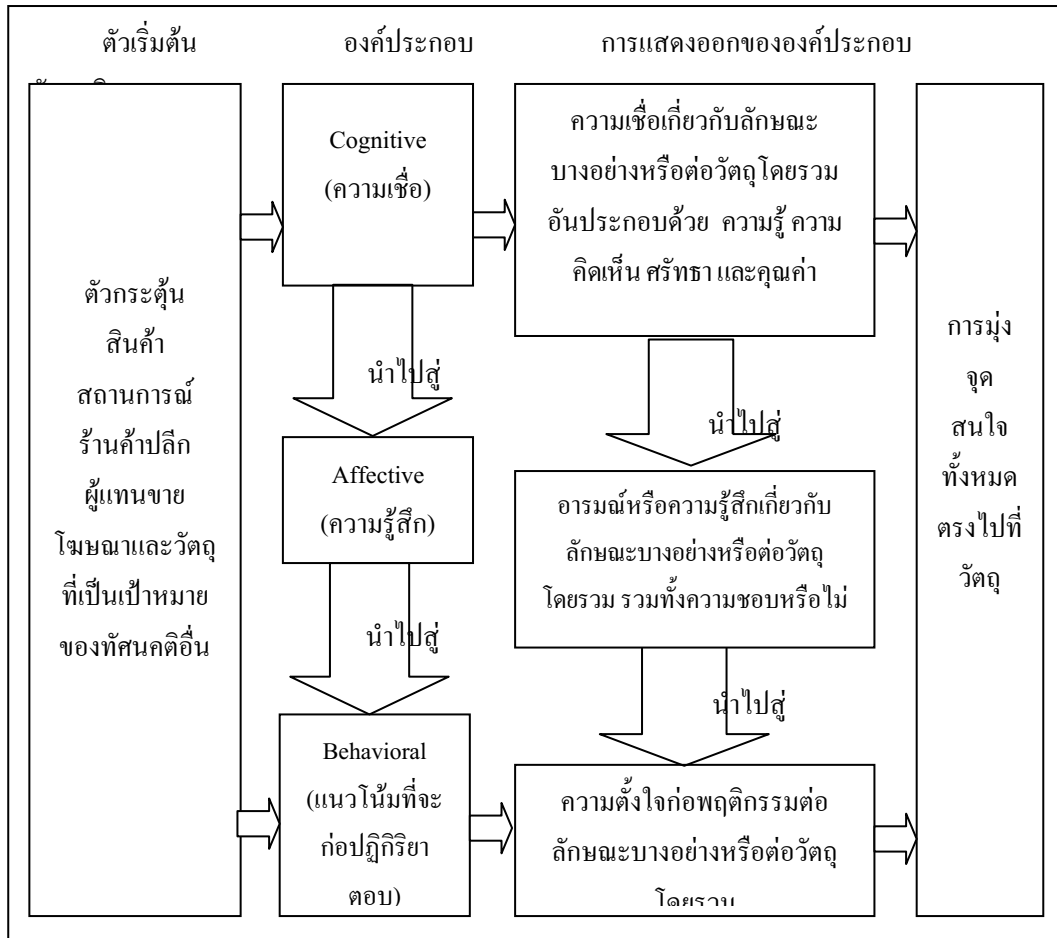 ตัวเริ่มต้น
องค์ประกอบ
การแสดงออกขององค์ประกอบ
ตัวกระตุ้น
สินค้า
สถานการณ์
ร้านค้าปลีก
ผู้แทนขาย
โฆษณาและวัตถุ
ที่เป็นเป้าหมาย
ของทัศนคติอื่น
Cognitive
(ความเชื่อ)
นำไปสู่
Affective
(ความรู้สึก)
นำไปสู่
Behavioral
(แนวโน้มที่จะ
ก่อปฏิกิริยา
ตอบ)
ความเชื่อเกี่ยวกับลักษณะ
บางอย่างหรือต่อวัตถุโดยรวม
อันประกอบด้วย ความรู้ ความ
คิดเห็น ศรัทธา และคุณค่า
นำไปสู่
อารมณ์หรือความรู้สึกเกี่ยวกับ
ลักษณะบางอย่างหรือต่อวัตถุ
โดยรวม รวมทั้งความชอบหรือไม่
นำไปสู่
ความตั้งใจก่อพฤติกรรมต่อ
ลักษณะบางอย่างหรือต่อวัตถุ
โดยรวม
การมุ่ง
จุด
สนใจ
ทั้งหมด
ตรงไปที่
วัตถุ